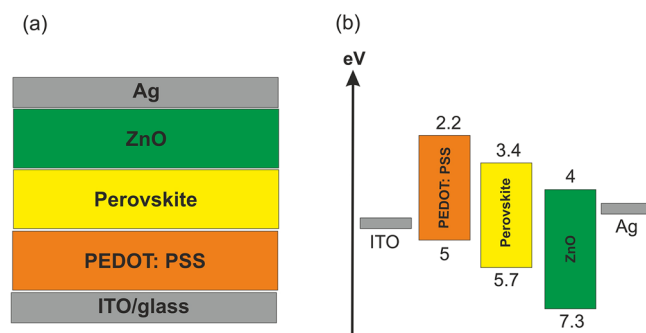 (a)
Ag
ZnO
Perovskite
PEDOT: PSS
ITO/glass
(b)
eV
2.2
3.4
4
PEDOT: PSS
Perovskite
ZnO
ITO
Ag
5
5.7
7.3